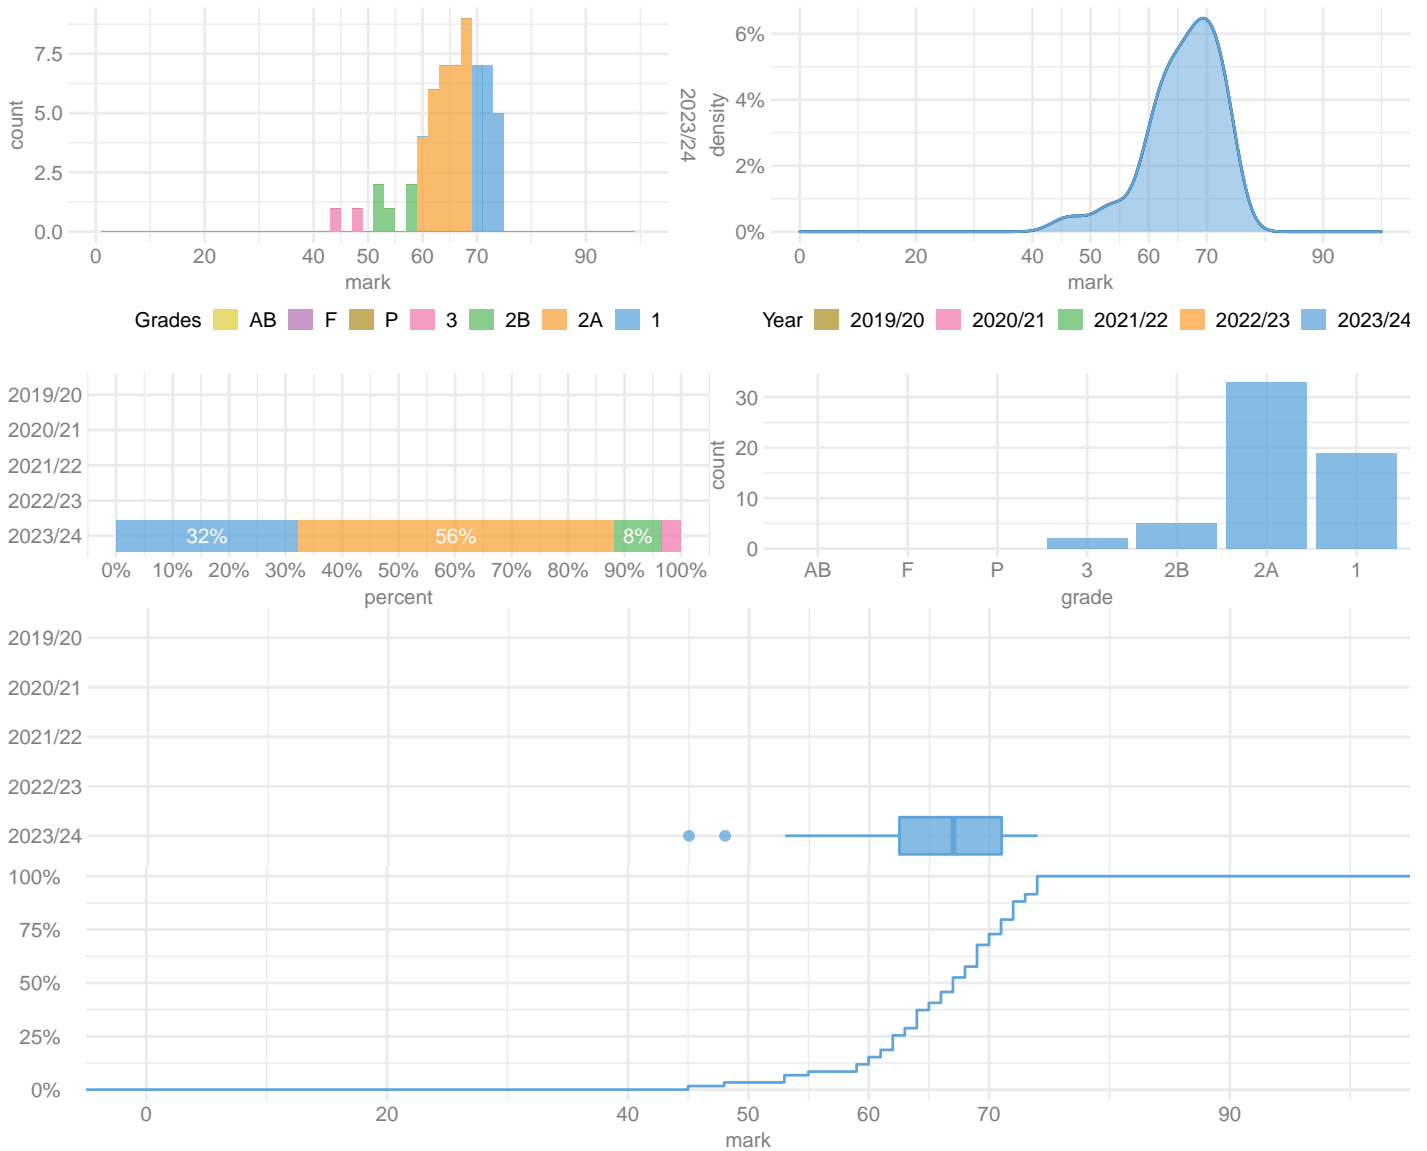 7.5
5.0
2.5
0.0
count
0 20 40 50 60 70 90
mark
2023/24
6%
4%
2%
0%
density
0 20 40 50 60 70 90
mark
Grades AB F P 3 2B 2A 1
Year 2019/20 2020/21 2021/22 2022/23 2023/24
2019/20
2020/21
2021/22
2022/23
2023/24
32% 56% 8%
0% 10% 20% 30% 40% 50% 60% 70% 80% 90% 100%
percent
30
20
10
0
count
AB F P 3 2B 2A 1
grade
2019/20
2020/21
2021/22
2022/23
2023/24
100%
75%
50%
25%
0%
0 20 40 50 60 70 90
mark